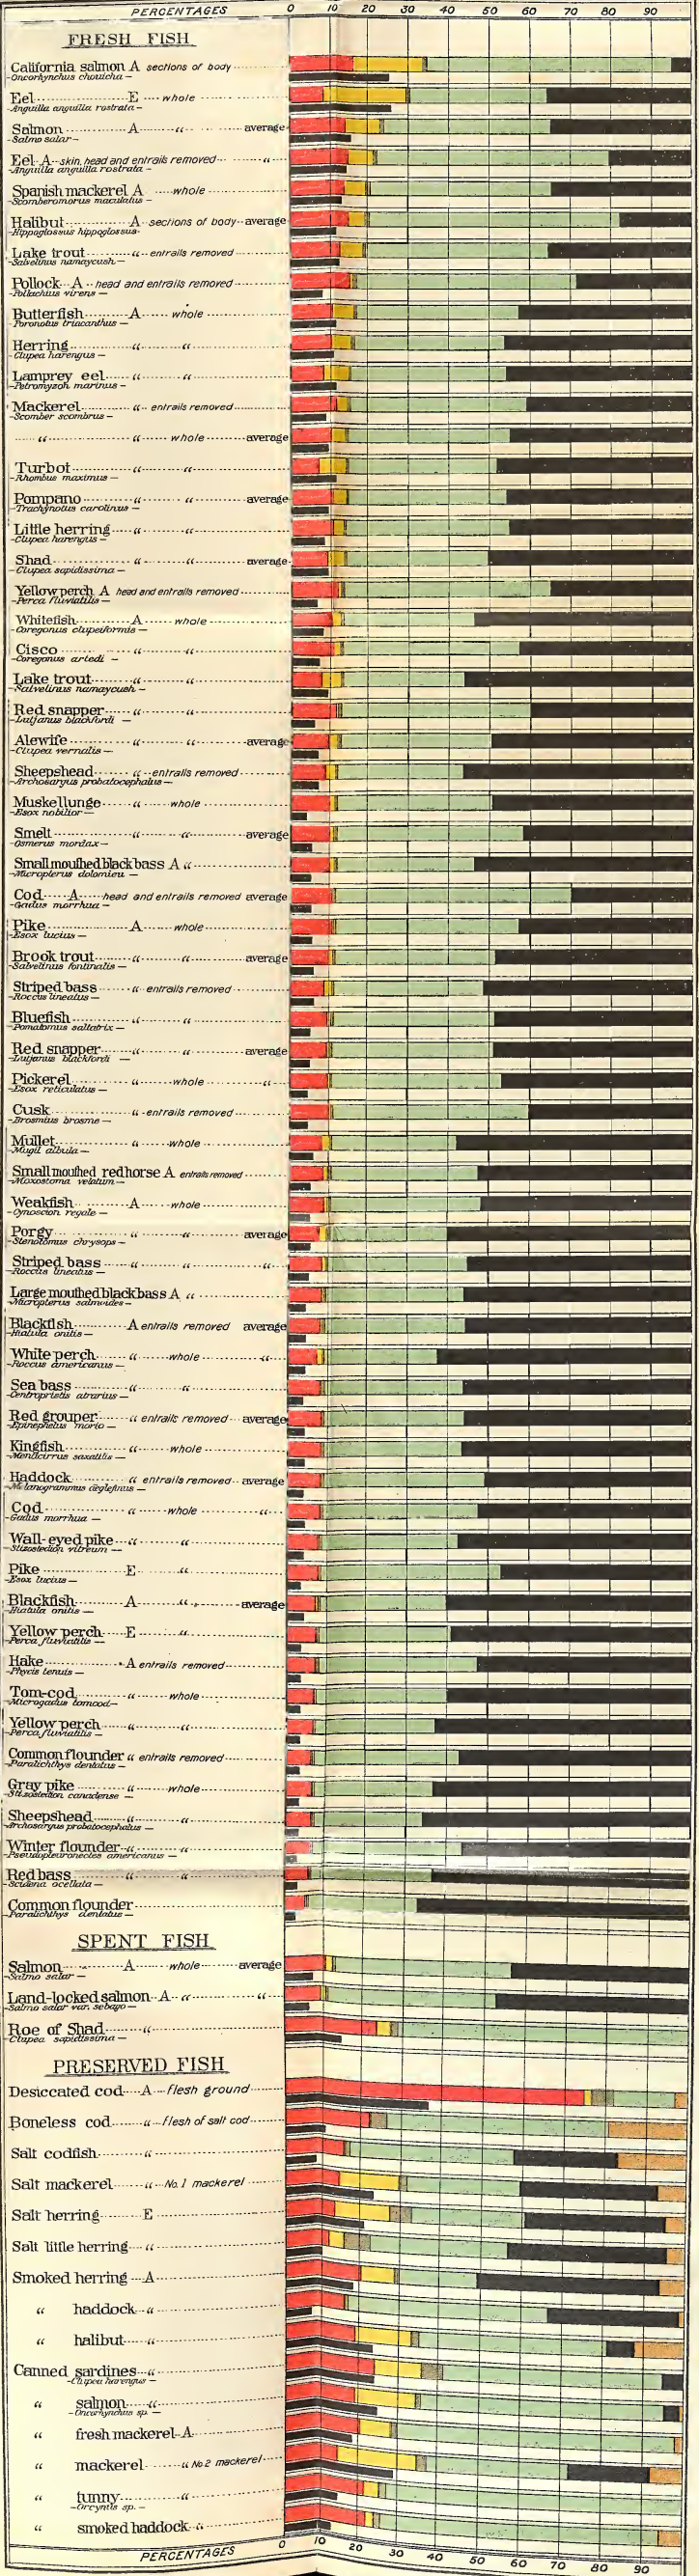 PERCENTAGES 0 10 20 30 40 50 60 70 80 90
FRESH FISH
California salmon A sections of body
-Oncorhynchus chouicha-
Eel E whole
-Anguilla anguilla rostrata-
Salmon A " average
-Salmo salar-
Eel A skin, head and entrails removed "
-Anguilla anguilla rostrata-
Spanish mackerel A whole
-Scomberomorus maculatus-
Halibut A sections of body average
-Hippoglossus hippoglossus-
Lake trout " entrails removed
-Salvelinus namaycush-
Pollock A head and entrails removed
-Pollachius virens-
Butterfish A whole
-Poronotus triacanthus-
Herring " "
-Clupea harengus-
Lamprey eel " "
-Petromyzon marinus-
Mackerel " entrails removed
-Scomber scombrus-
" " whole average
Turbot " "
-Rhombus maximus-
Pompano " " average
-Trachynotus carolinus-
Little herring " "
-Clupea harengus-
Shad " " average
-Clupea sapidissima-
Yellow perch A head and entrails removed
-Perca fluviatilis-
Whitefish A whole
-Coregonus clupeiformis-
Cisco " "
-Coregonus artedi-
Lake trout " "
-Salvelinus namaycush-
Red snapper " "
-Lutjanus blackfordi-
Alewife " " average
-Clupea vernalis-
Sheepshead " entrails removed
-Archosargus probatocephalus-
Muskellunge " whole
-Esox nobilior-
Smelt " " average
-Osmerus mordax-
Small mouthed black bass A "
-Micropterus dolomieu-
Cod A head and entrails removed average
-Gadus morrhua-
Pike A whole
-Esox lucius-
Brook trout " " average
-Salvelinus fontinalis-
Striped bass " entrails removed
-Roccus lineatus-
Bluefish " "
-Pomatomus saltatrix-
Red snapper " " average
-Lutjanus blackfordi-
Pickerel " whole "
-Esox reticulatus-
Cusk " entrails removed
-Brosmius brosme-
Mullet " whole
-Mugil albula-
Small mouthed redhorse A entrails removed
-Moxostoma velatum-
Weakfish A whole
-Cynoscion regale-
Porgy " " average
-Stenotomus chrysops-
Striped bass " " "
-Roccus lineatus-
Large mouthed black bass A "
-Micropterus salmoides-
Blackfish A entrails removed average
-Hiatula onitis-
White perch " whole "
-Roccus americanus-
Sea bass " "
-Centropristis atrarius-
Red grouper " entrails removed average
-Epinephelus morio-
Kingfish " whole
-Menticirrus saxatilis-
Haddock " entrails removed average
-Melanogrammus æglefinus-
Cod " whole "
-Gadus morrhua-
Wall-eyed pike " "
-Stizostedion vitreum-
Pike E "
-Esox lucius-
Blackfish A " average
-Hiatula onitis-
Yellow perch E "
-Perca fluviatilis-
Hake A entrails removed
-Phycis tenuis-
Tom-cod " whole
-Microgadus tomcod-
Yellow perch " "
-Perca fluviatilis-
Common flounder " entrails removed
-Paralichthys dentatus-
Gray pike " whole
-Stizostedion canadense-
Sheepshead " "
-Archosargus probatocephalus-
Winter flounder " "
-Pseudopleuronectes americanus-
Red bass " "
-Sciæna ocellata-
Common flounder
-Paralichthys dentatus-
SPENT FISH
Salmon A whole average
-Salmo salar-
Land-locked salmon A " "
-Salmo salar var. sebago-
Roe of Shad "
-Clupea sapidissima-
PRESERVED FISH
Desiccated cod A flesh ground
Boneless cod " flesh of salt cod
Salt codfish "
Salt mackerel " No. 1 mackerel
Salt herring E
Salt little herring "
Smoked herring A
" haddock "
" halibut "
Canned sardines "
-Clupea harengus-
" salmon "
-Oncorhynchus sp.-
" fresh mackerel A
" mackerel " No 2 mackerel
" tunny "
-Orcynus sp.-
" smoked haddock "
PERCENTAGES 0 10 20 30 40 50 60 70 80 90